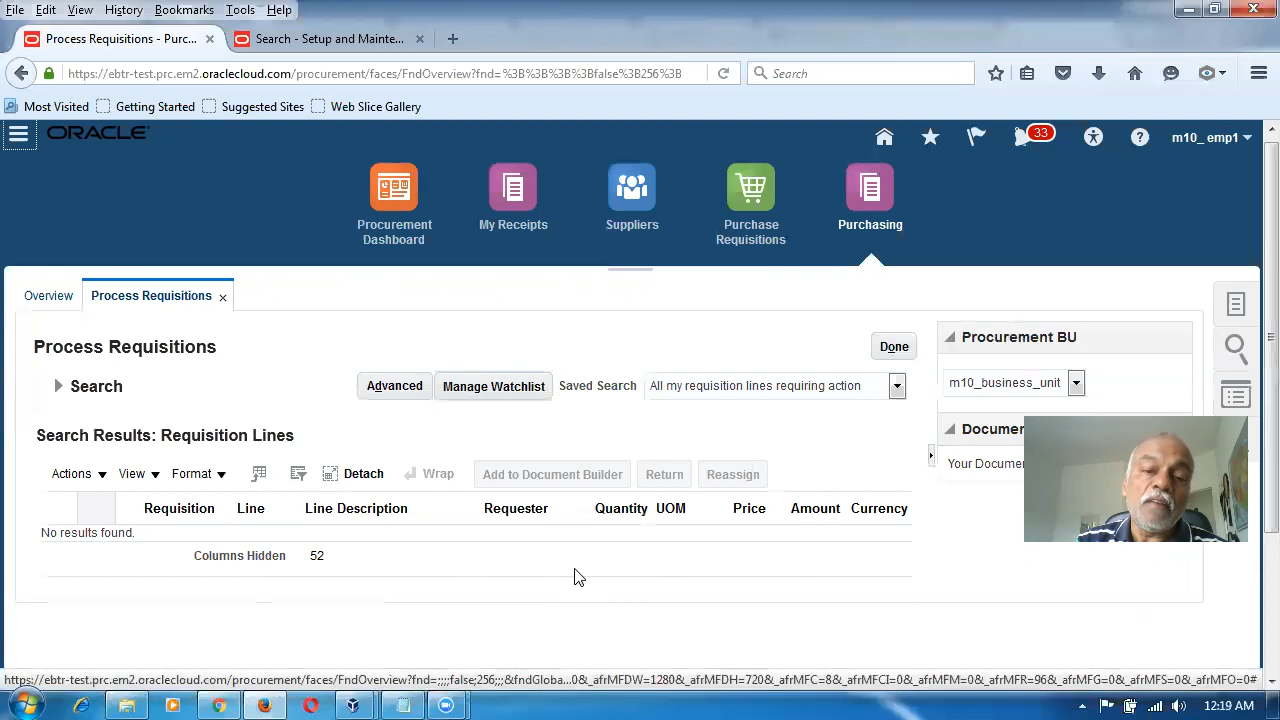 File Edit View History Bookmarks Tools Help
Process Requisitions - Purc... × Search - Setup and Mainte... × +
https://ebtr-test.prc.em2.oraclecloud.com/procurement/faces/FndOverview?fnd=%3B%3B%3B%3Bfalse%3B256%3B Search
Most Visited Getting Started Suggested Sites Web Slice Gallery
ORACLE 33 m10_ emp1
Procurement Dashboard
My Receipts
Suppliers
Purchase Requisitions
Purchasing
Overview Process Requisitions ×
Process Requisitions Done
Search Advanced Manage Watchlist Saved Search All my requisition lines requiring action
Search Results: Requisition Lines
Actions View Format Detach Wrap Add to Document Builder Return Reassign
Requisition Line Line Description Requester Quantity UOM Price Amount Currency
No results found.
Columns Hidden 52
Procurement BU
m10_business_unit
Your
https://ebtr-test.prc.em2.oraclecloud.com/procurement/faces/FndOverview?fnd=;;;;false;256;;;&fndGloba...0&_afrMFDW=1280&_afrMFDH=720&_afrMFC=8&_afrMFCI=0&_afrMFM=0&_afrMFR=96&_afrMFG=0&_afrMFS=0&_afrMFO=0#
12:19 AM